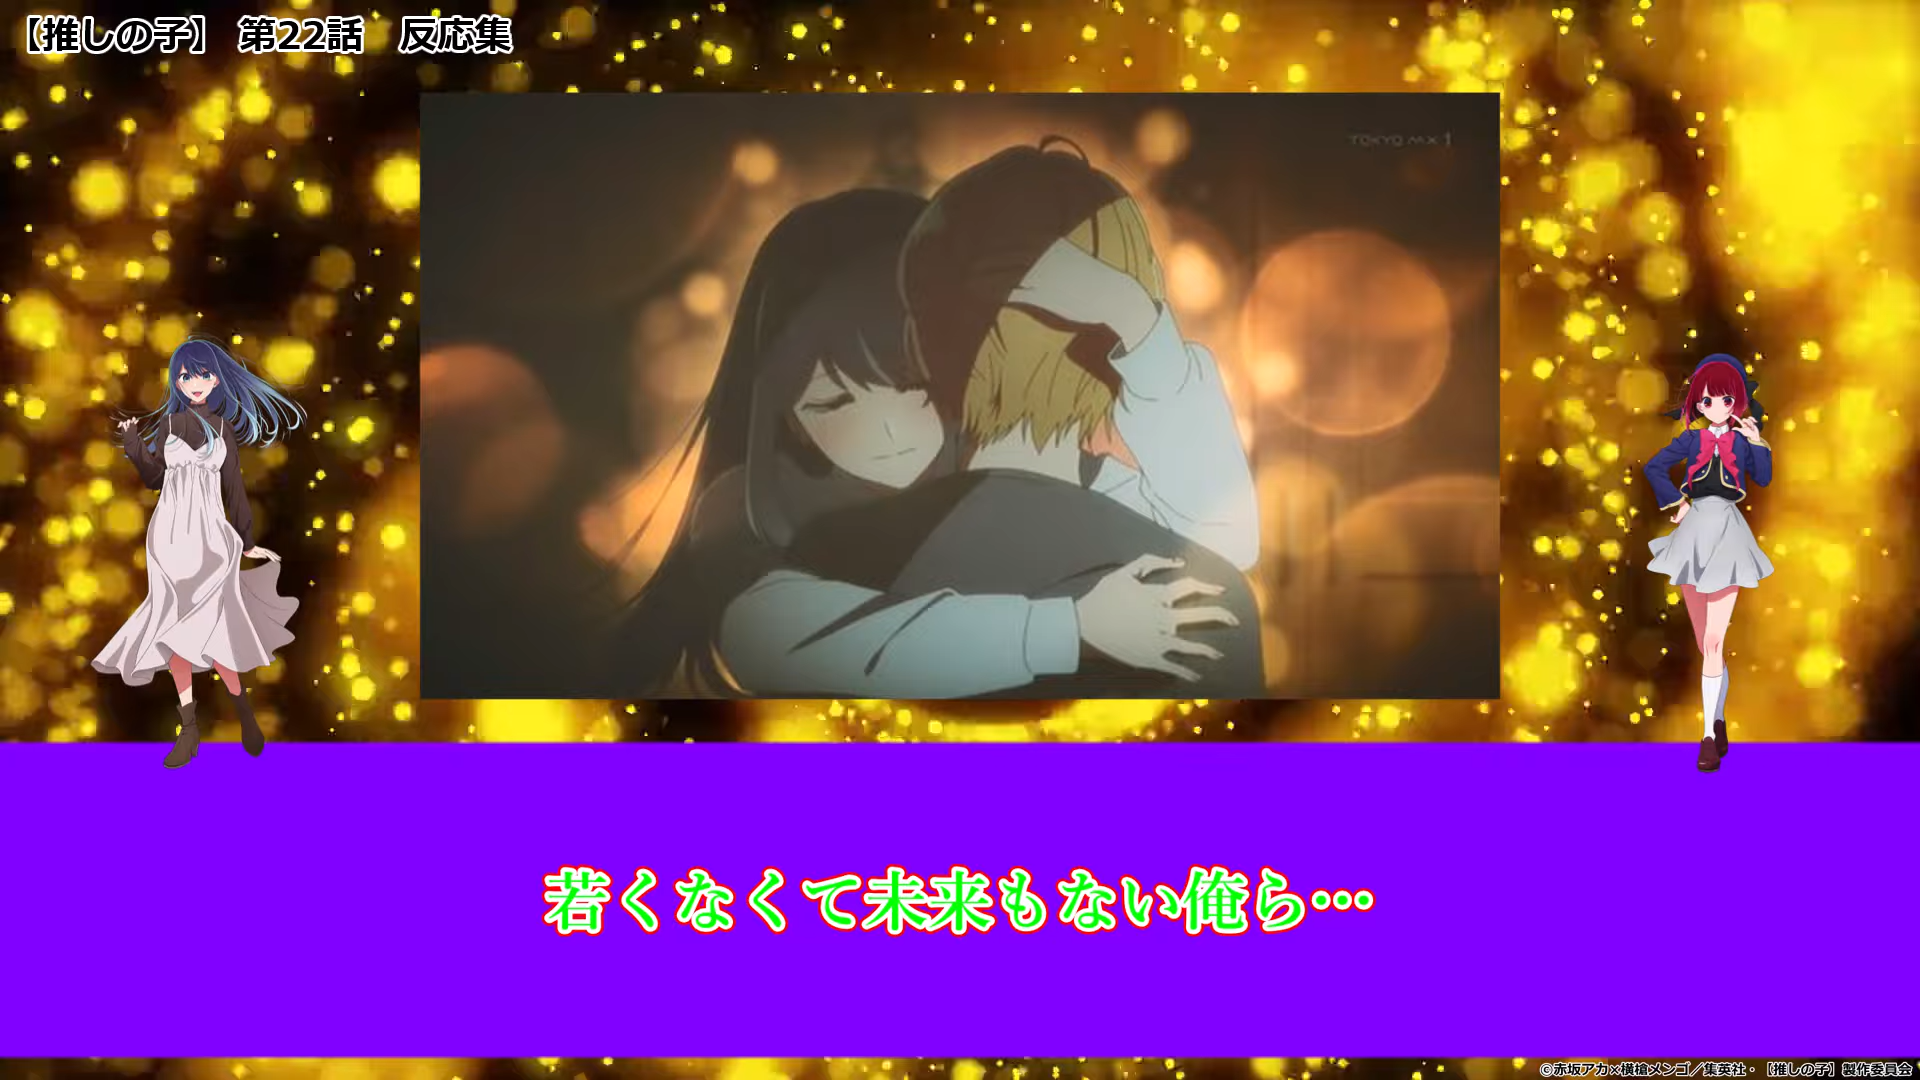 【推しの子】 第22話 反応集
TOKYO MX 1
若くなくて未来もない俺ら…
©赤坂アカ×横槍メンゴ／集英社・【推しの子】製作委員会